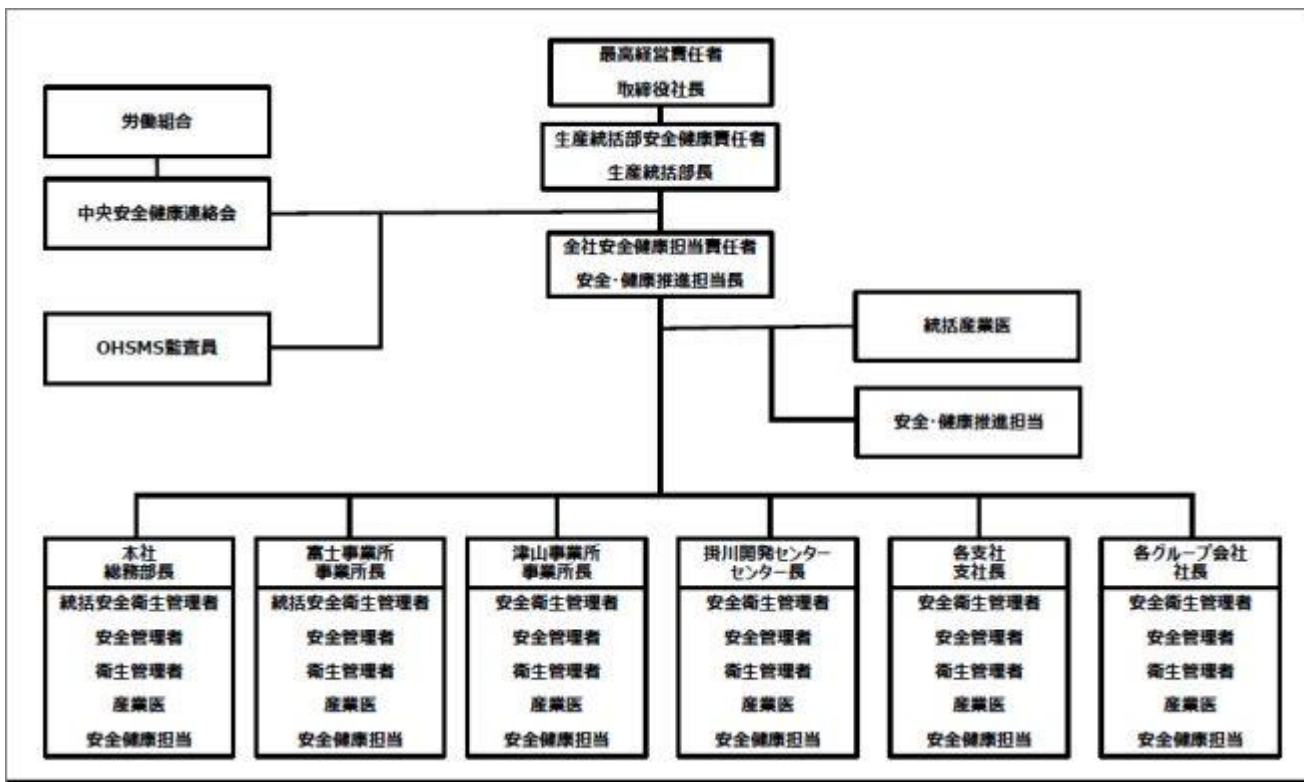 最高経営責任者
取締役社長
労働組合
生産統括部安全健康責任者
生産統括部長
中央安全健康連絡会
全社安全健康担当責任者
安全・健康推進担当長
OHSMS監査員
統括産業医
安全・健康推進担当
本社
総務部長
統括安全衛生管理者
安全管理者
衛生管理者
産業医
安全健康担当
富士事業所
事業所長
統括安全衛生管理者
安全管理者
衛生管理者
産業医
安全健康担当
津山事業所
事業所長
安全衛生管理者
安全管理者
衛生管理者
産業医
安全健康担当
掛川開発センター
センター長
安全衛生管理者
安全管理者
衛生管理者
産業医
安全健康担当
各支社
支社長
安全衛生管理者
安全管理者
衛生管理者
産業医
安全健康担当
各グループ会社
社長
安全衛生管理者
安全管理者
衛生管理者
産業医
安全健康担当